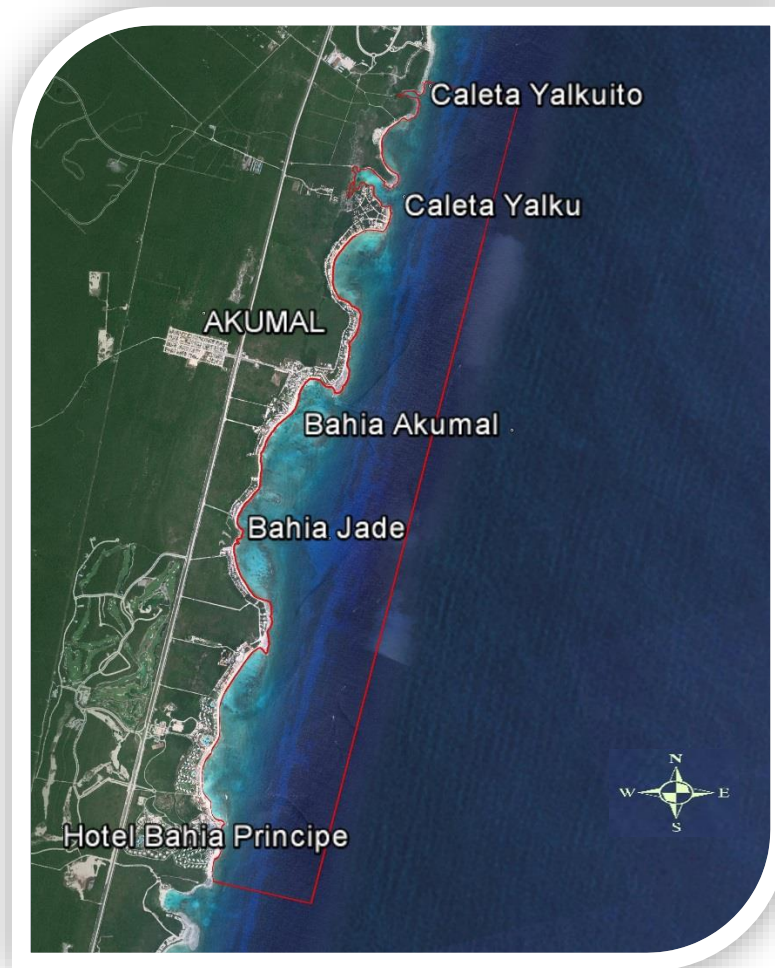 Caleta Yalkuito
Caleta Yalku
AKUMAL
Bahia Akumal
Bahia Jade
N
W E
S
Hotel Bahia Principe